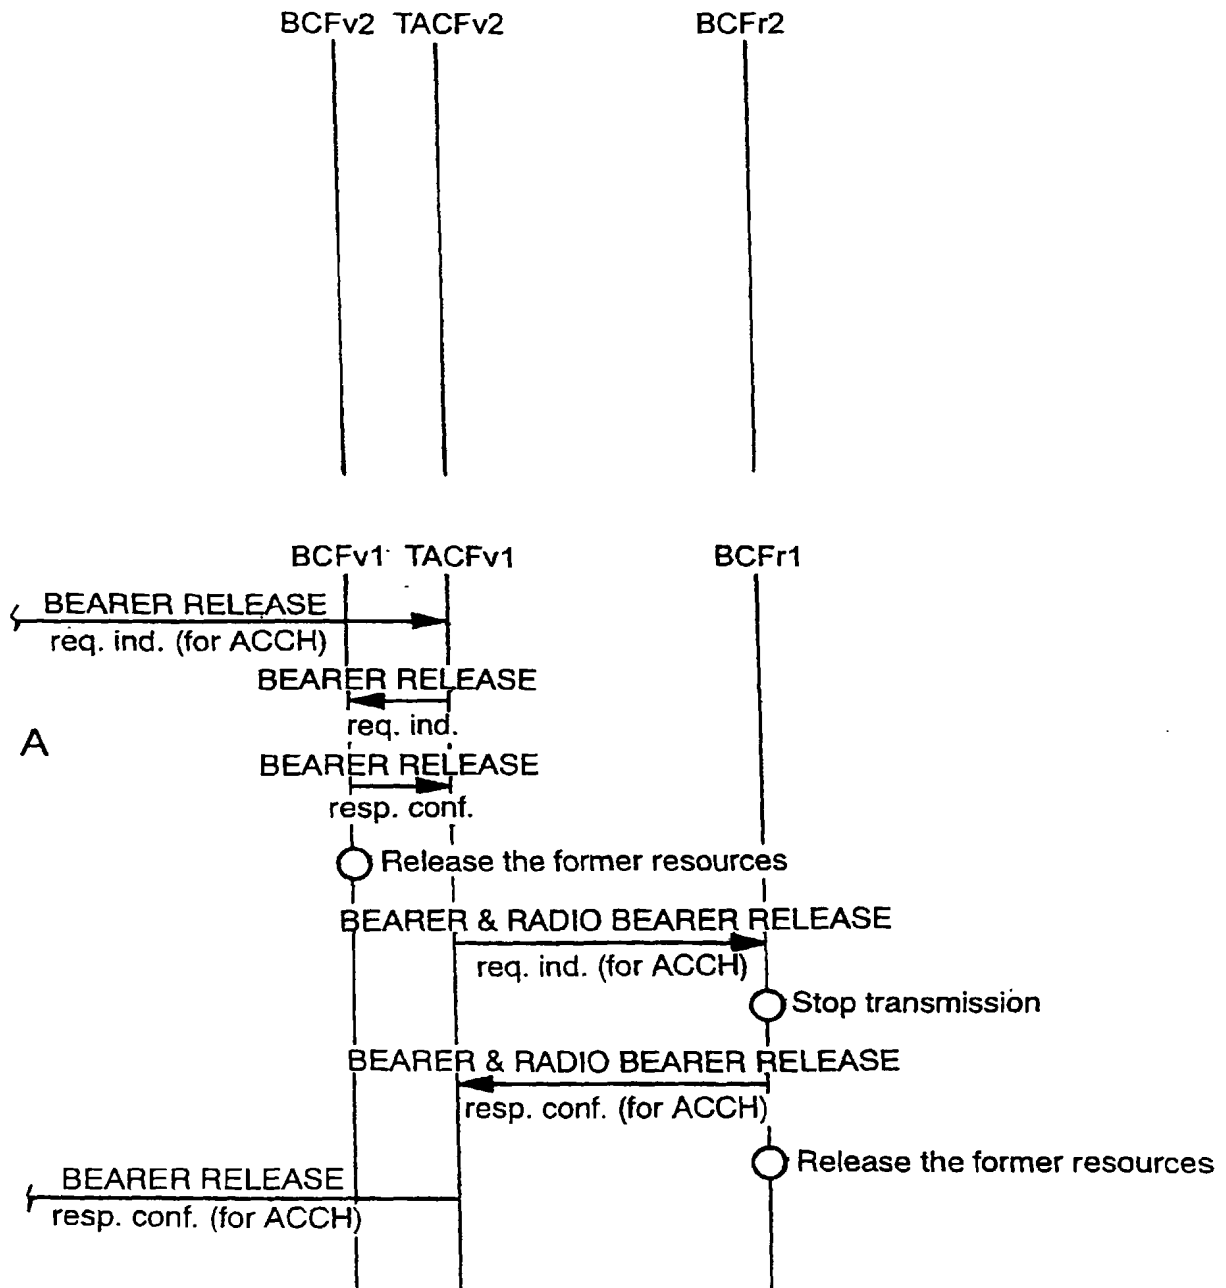 BCFv2 TACFv2 BCFr2
BCFv1 TACFv1 BCFr1
BEARER RELEASE
req. ind. (for ACCH)
BEARER RELEASE
req. ind.
A
BEARER RELEASE
resp. conf.
Release the former resources
BEARER & RADIO BEARER RELEASE
req. ind. (for ACCH)
Stop transmission
BEARER & RADIO BEARER RELEASE
resp. conf. (for ACCH)
Release the former resources
BEARER RELEASE
resp. conf. (for ACCH)